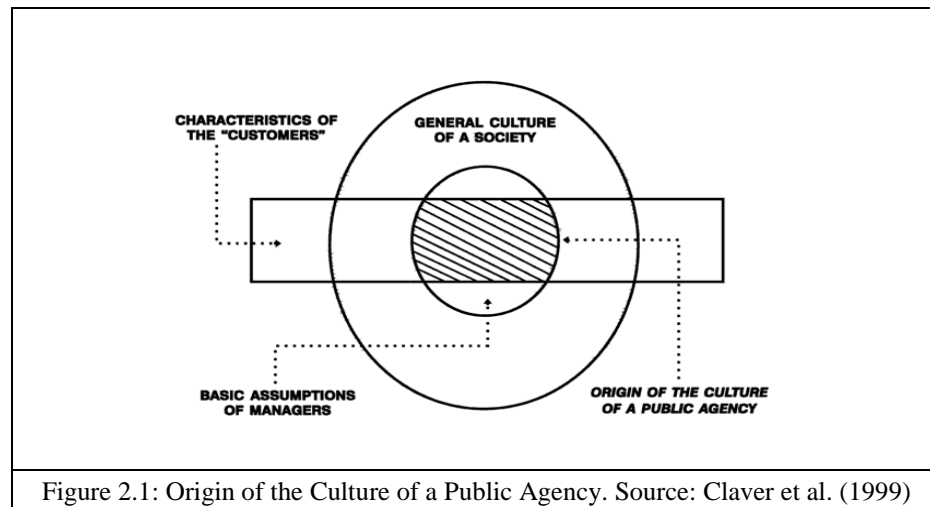 CHARACTERISTICS OF
THE "CUSTOMERS"
GENERAL CULTURE
OF A SOCIETY
BASIC ASSUMPTIONS
OF MANAGERS
ORIGIN OF THE CULTURE
OF A PUBLIC AGENCY
Figure 2.1: Origin of the Culture of a Public Agency. Source: Claver et al. (1999)